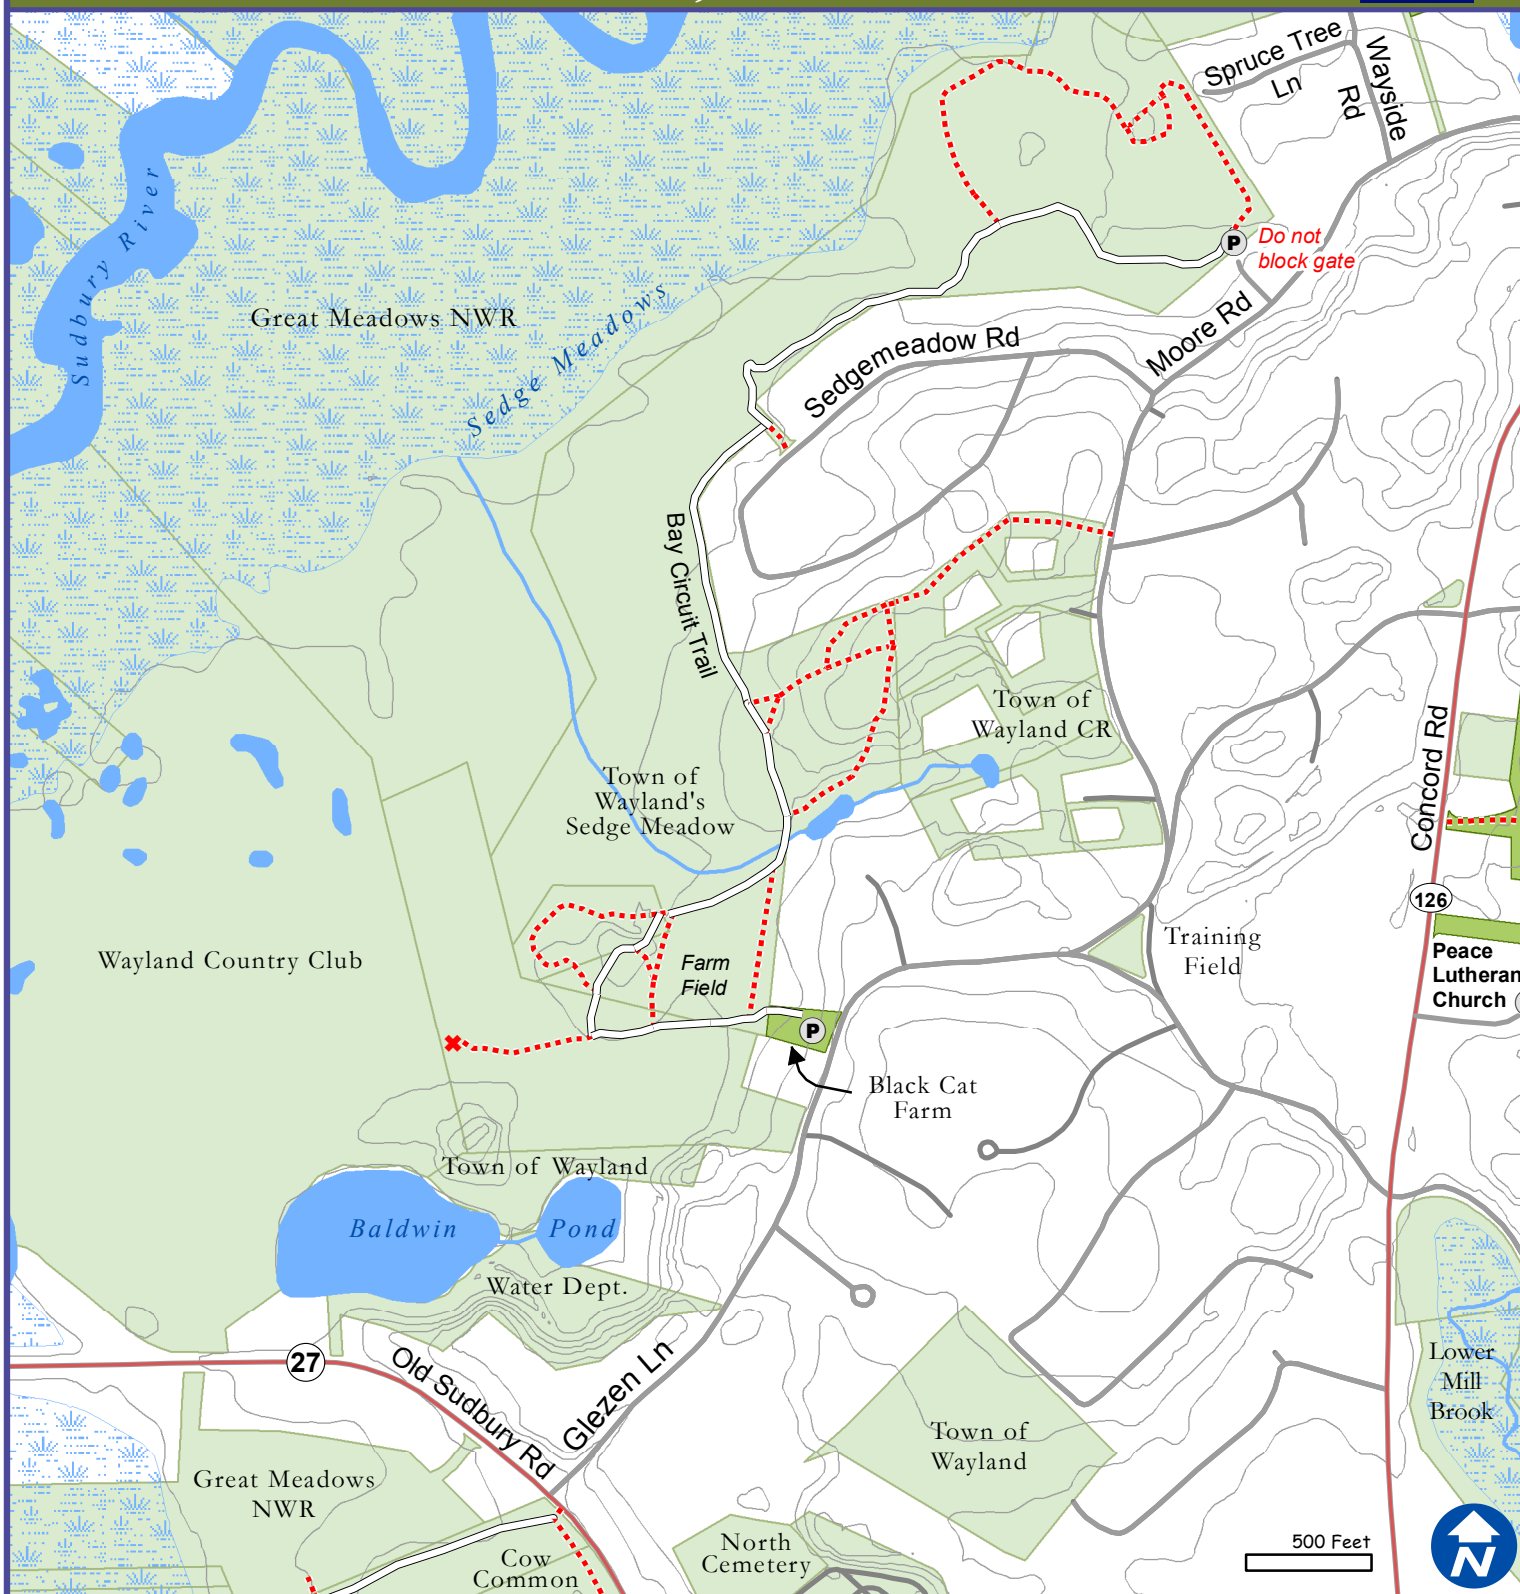 Spruce Tree
Ln
Wayside
Rd
Sudbury River
P
Do not
block gate
Great Meadows NWR
Sedge Meadows
Sedgemeadow Rd
Moore Rd
Bay Circuit Trail
Town of
Wayland CR
Concord Rd
Town of
Wayland's
Sedge Meadow
126
Training
Field
Peace
Lutheran
Church
Wayland Country Club
Farm
Field
P
Black Cat
Farm
Town of Wayland
Baldwin Pond
Water Dept.
27
Old Sudbury Rd
Glezen Ln
Lower
Mill
Brook
Town of
Wayland
Great Meadows
NWR
North
Cemetery
Cow
Common
500 Feet
N